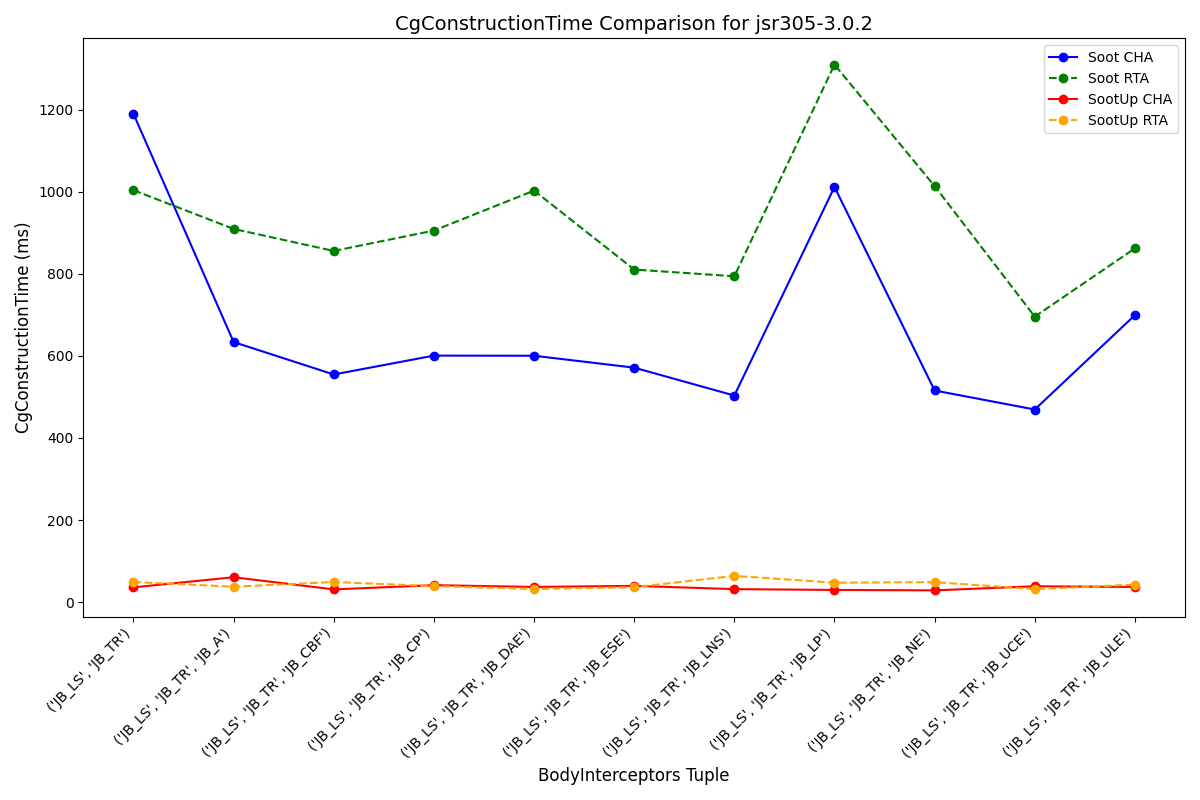 CgConstructionTime Comparison for jsr305-3.0.2
Soot CHA
Soot RTA
SootUp CHA
SootUp RTA
CgConstructionTime (ms)
1200
1000
800
600
400
200
0
('JB_LS', 'JB_TR')
('JB_LS', 'JB_TR', 'JB_A')
('JB_LS', 'JB_TR', 'JB_CBF')
('JB_LS', 'JB_TR', 'JB_CP')
('JB_LS', 'JB_TR', 'JB_DAE')
('JB_LS', 'JB_TR', 'JB_ESE')
('JB_LS', 'JB_TR', 'JB_LNS')
('JB_LS', 'JB_TR', 'JB_LP')
('JB_LS', 'JB_TR', 'JB_NE')
('JB_LS', 'JB_TR', 'JB_UCE')
('JB_LS', 'JB_TR', 'JB_ULE')
BodyInterceptors Tuple